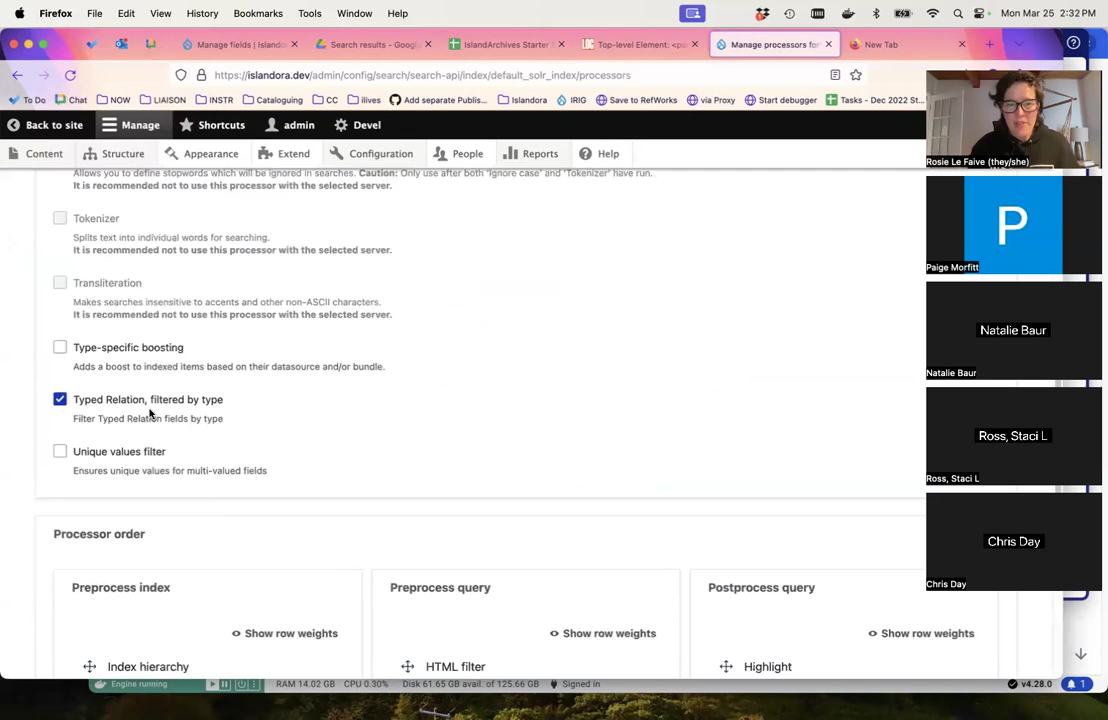 Firefox File Edit View History Bookmarks Tools Window Help Mon Mar 25 2:32 PM
Manage fields | Island Search results - Googl IslandArchives Starter Top-level Element: <p Manage processors for New Tab
https://islandora.dev/admin/config/search/search-api/index/default_solr_index/processors
To Do Chat NOW LIAISON INSTR Cataloguing CC ilives Add separate Publis... Islandora IRIG Save to RefWorks via Proxy Start debugger Tasks - Dec 2022 St
Back to site Manage Shortcuts admin Devel
Content Structure Appearance Extend Configuration People Reports Help
Allows you to define stopwords which will be ignored in searches. Caution: Only use after both 'Ignore case' and 'Tokenizer' have run.
It is recommended not to use this processor with the selected server.
Tokenizer
Splits text into individual words for searching.
It is recommended not to use this processor with the selected server.
Transliteration
Makes searches insensitive to accents and other non-ASCII characters.
It is recommended not to use this processor with the selected server.
Type-specific boosting
Adds a boost to indexed items based on their datasource and/or bundle.
Typed Relation, filtered by type
Filter Typed Relation fields by type
Unique values filter
Ensures unique values for multi-valued fields
Processor order
Preprocess index Preprocess query Postprocess query
Show row weights Show row weights Show row weights
Index hierarchy HTML filter Highlight
Engine running RAM 14.02 GB CPU 0.30% Disk 61.65 GB avail. of 125.66 GB Signed in v4.28.0 1
Rosie Le Faive (they/she)
P
Paige Morfitt
Natalie Baur
Natalie Baur
Ross, Staci L
Ross, Staci L
Chris Day
Chris Day